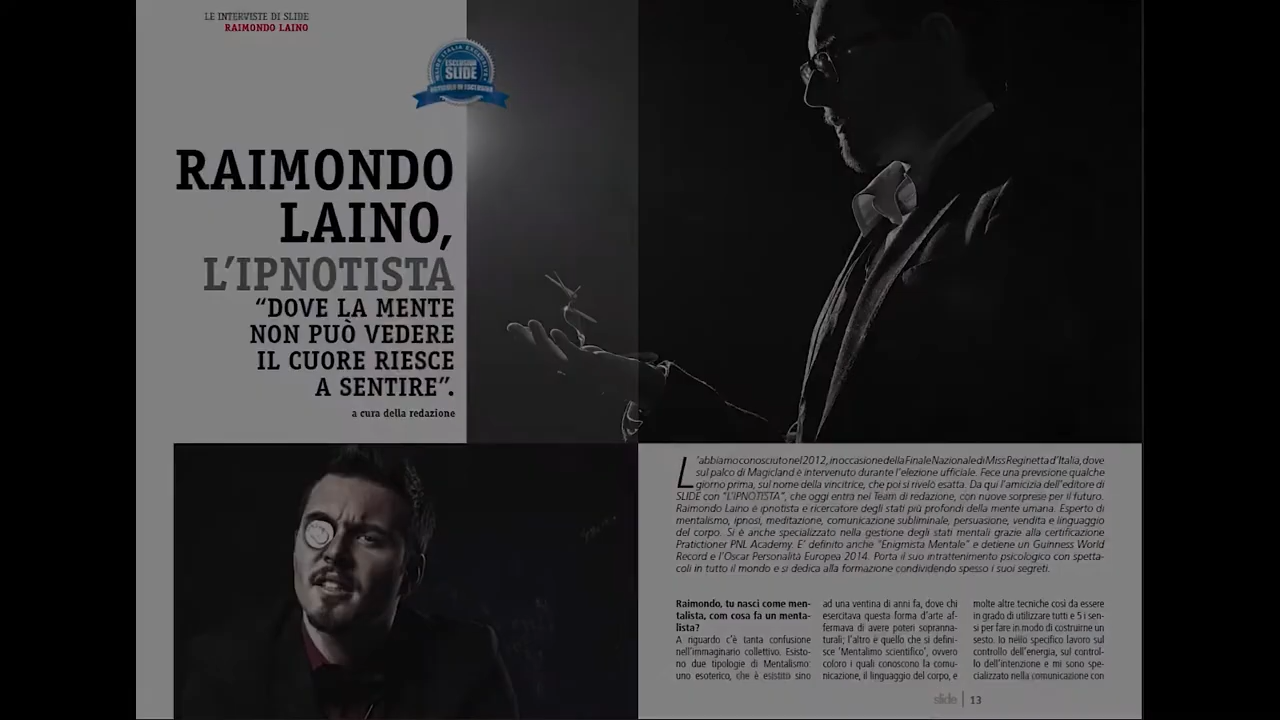 LE INTERVISTE DI SLIDE
RAIMONDO LAINO
ESCLUSIVA
SLIDE
RAIMONDO
LAINO,
L'IPNOTISTA
“DOVE LA MENTE
NON PUÒ VEDERE
IL CUORE RIESCE
A SENTIRE”.
a cura della redazione
L'abbiamo conosciuto nel 2012, in occasione della Finale Nazionale di Miss Reginetta d'Italia, dove
sul palco di Magicland è intervenuto durante l'elezione ufficiale. Fece una previsione qualche
giorno prima, sul nome della vincitrice, che poi si rivelò esatta. Da qui l'amicizia dell'editore di
SLIDE con "L'IPNOTISTA", che oggi entra nel Team di redazione, con nuove sorprese per il futuro.
Raimondo Laino è ipnotista e ricercatore degli stati più profondi della mente umana. Esperto di
mentalismo, ipnosi, meditazione, comunicazione subliminale, persuasione, vendita e linguaggio
del corpo. Si è anche specializzato nella gestione degli stati mentali grazie alla certificazione
Pratictioner PNL Academy. E' definito anche "Enigmista Mentale" e detiene un Guinness World
Record e l'Oscar Personalità Europea 2014. Porta il suo intrattenimento psicologico con spetta-
coli in tutto il mondo e si dedica alla formazione condividendo spesso i suoi segreti.
Raimondo, tu nasci come men-
talista, com cosa fa un menta-
lista?
A riguardo c'è tanta confusione
nell'immaginario collettivo. Esisto-
no due tipologie di Mentalismo:
uno esoterico, che è esistito sino
ad una ventina di anni fa, dove chi
esercitava questa forma d'arte af-
fermava di avere poteri sopranna-
turali; l'altro è quello che si defini-
sce 'Mentalimo scientifico', ovvero
coloro i quali conoscono la comu-
nicazione, il linguaggio del corpo, e
molte altre tecniche così da essere
in grado di utilizzare tutti e 5 i sen-
si per fare in modo di costruirne un
sesto. Io nello specifico lavoro sul
controllo dell'energia, sul control-
lo dell'intenzione e mi sono spe-
cializzato nella comunicazione con
slide | 13